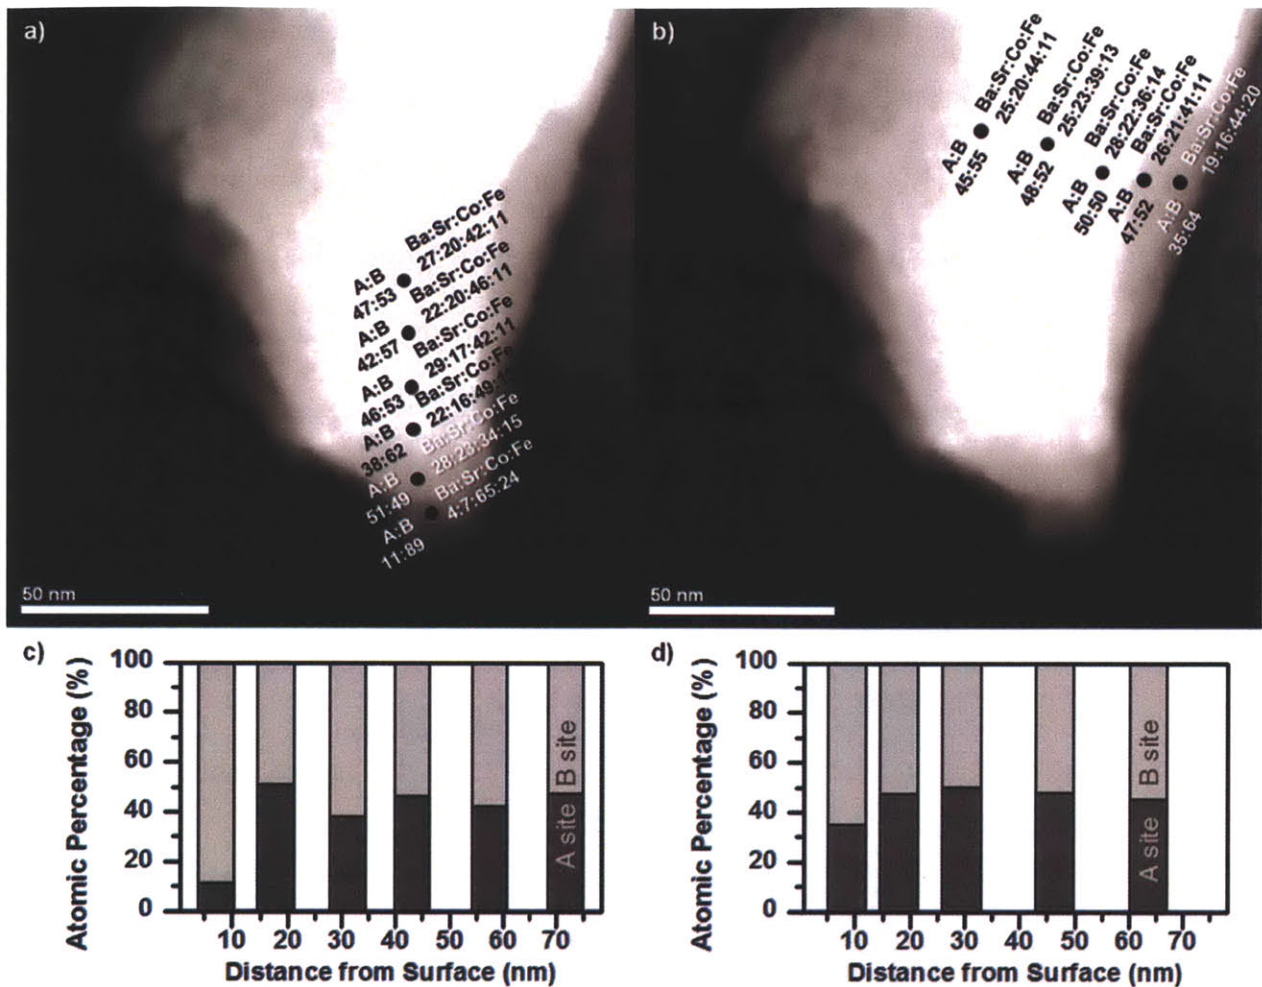 a)
Ba:Sr:Co:Fe
27:20:42:11
A:B
47:53
Ba:Sr:Co:Fe
22:20:46:11
A:B
42:57
Ba:Sr:Co:Fe
29:17:42:11
A:B
46:53
Ba:Sr:Co:Fe
22:16:49:
A:B
38:62
Ba:Sr:Co:Fe
28:23:34:15
A:B
51:49
Ba:Sr:Co:Fe
4:7:65:24
A:B
11:89
50 nm
b)
Ba:Sr:Co:Fe
25:20:44:11
A:B
45:55
Ba:Sr:Co:Fe
25:23:39:13
A:B
48:52
Ba:Sr:Co:Fe
28:22:36:14
A:B
50:50
Ba:Sr:Co:Fe
26:21:41:11
A:B
47:52
Ba:Sr:Co:Fe
19:16:44:20
A:B
35:64
50 nm
c)
Atomic Percentage (%)
100
80
60
40
20
0
A site
B site
10 20 30 40 50 60 70
Distance from Surface (nm)
d)
Atomic Percentage (%)
100
80
60
40
20
0
A site
B site
10 20 30 40 50 60 70
Distance from Surface (nm)